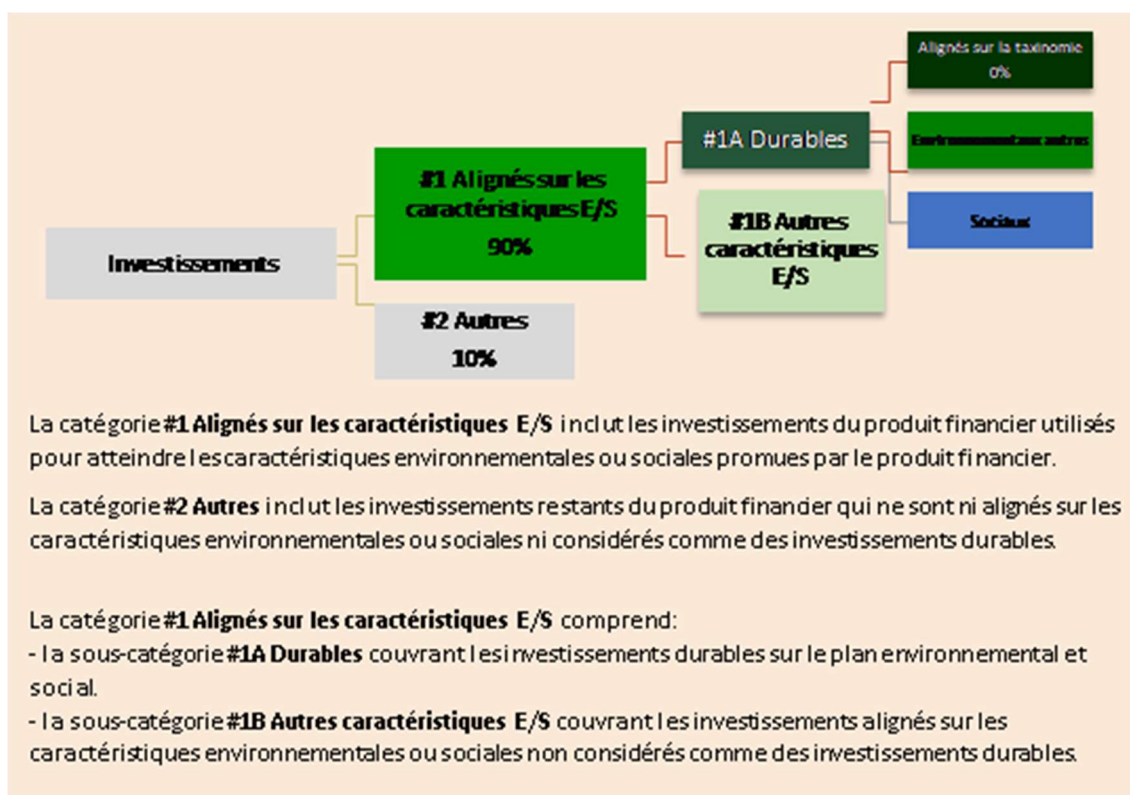 Alignés sur la taxinomie
0%
#1A Durables
Environnementaux autres
#1 Alignés sur les
caractéristiques E/S
90%
#1B Autres
caractéristiques
E/S
Sociaux
Investissements
#2 Autres
10%
La catégorie #1 Alignés sur les caractéristiques E/S inclut les investissements du produit financier utilisés
pour atteindre les caractéristiques environnementales ou sociales promues par le produit financier.
La catégorie #2 Autres inclut les investissements restants du produit financier qui ne sont ni alignés sur les
caractéristiques environnementales ou sociales ni considérés comme des investissements durables.
La catégorie #1 Alignés sur les caractéristiques E/S comprend:
- la sous-catégorie #1A Durables couvrant les investissements durables sur le plan environnemental et
social.
- la sous-catégorie #1B Autres caractéristiques E/S couvrant les investissements alignés sur les
caractéristiques environnementales ou sociales non considérés comme des investissements durables.